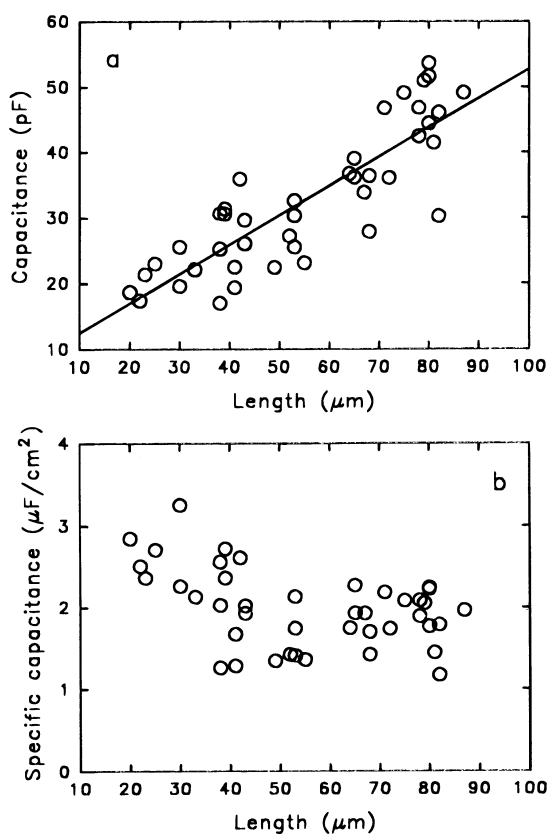 a
60
50
40
30
20
10
Capacitance (pF)
10 20 30 40 50 60 70 80 90 100
Length (μm)
b
4
3
2
1
0
Specific capacitance (μF/cm²)
10 20 30 40 50 60 70 80 90 100
Length (μm)